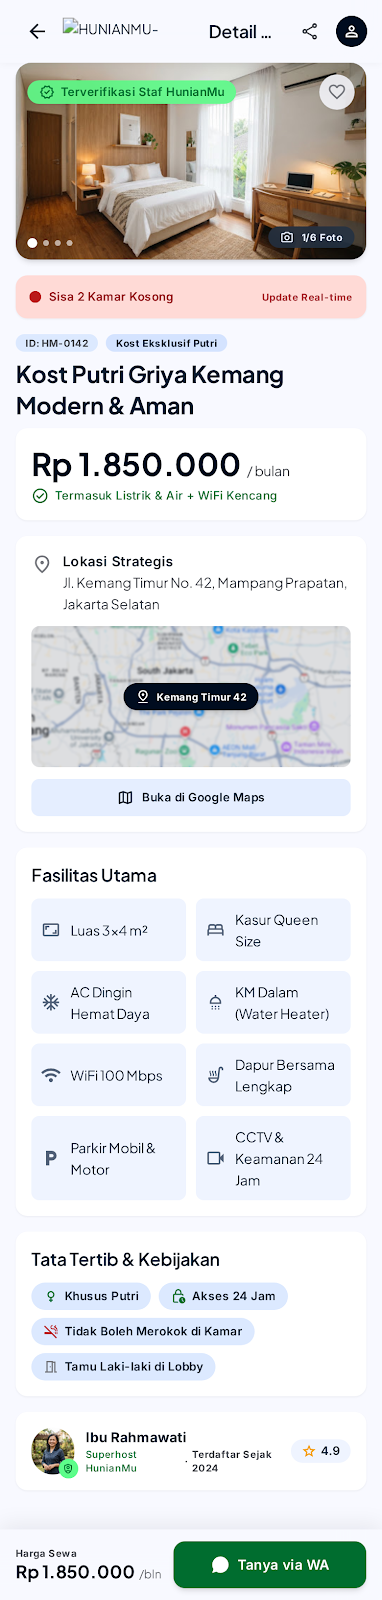 HUNIANMU-
Detail ...
Terverifikasi Staf HunianMu
1/6 Foto
Sisa 2 Kamar Kosong
Update Real-time
ID: HM-0142
Kost Eksklusif Putri
Kost Putri Griya Kemang
Modern & Aman
Rp 1.850.000 / bulan
Termasuk Listrik & Air + WiFi Kencang
Lokasi Strategis
Jl. Kemang Timur No. 42, Mampang Prapatan,
Jakarta Selatan
South Jakarta
Kemang Timur 42
Buka di Google Maps
Fasilitas Utama
Luas 3x4 m²
Kasur Queen
Size
AC Dingin
Hemat Daya
KM Dalam
(Water Heater)
WiFi 100 Mbps
Dapur Bersama
Lengkap
Parkir Mobil &
Motor
CCTV &
Keamanan 24
Jam
Tata Tertib & Kebijakan
Khusus Putri
Akses 24 Jam
Tidak Boleh Merokok di Kamar
Tamu Laki-laki di Lobby
Ibu Rahmawati
Superhost
HunianMu
· Terdaftar Sejak
2024
4.9
Harga Sewa
Rp 1.850.000 /bln
Tanya via WA